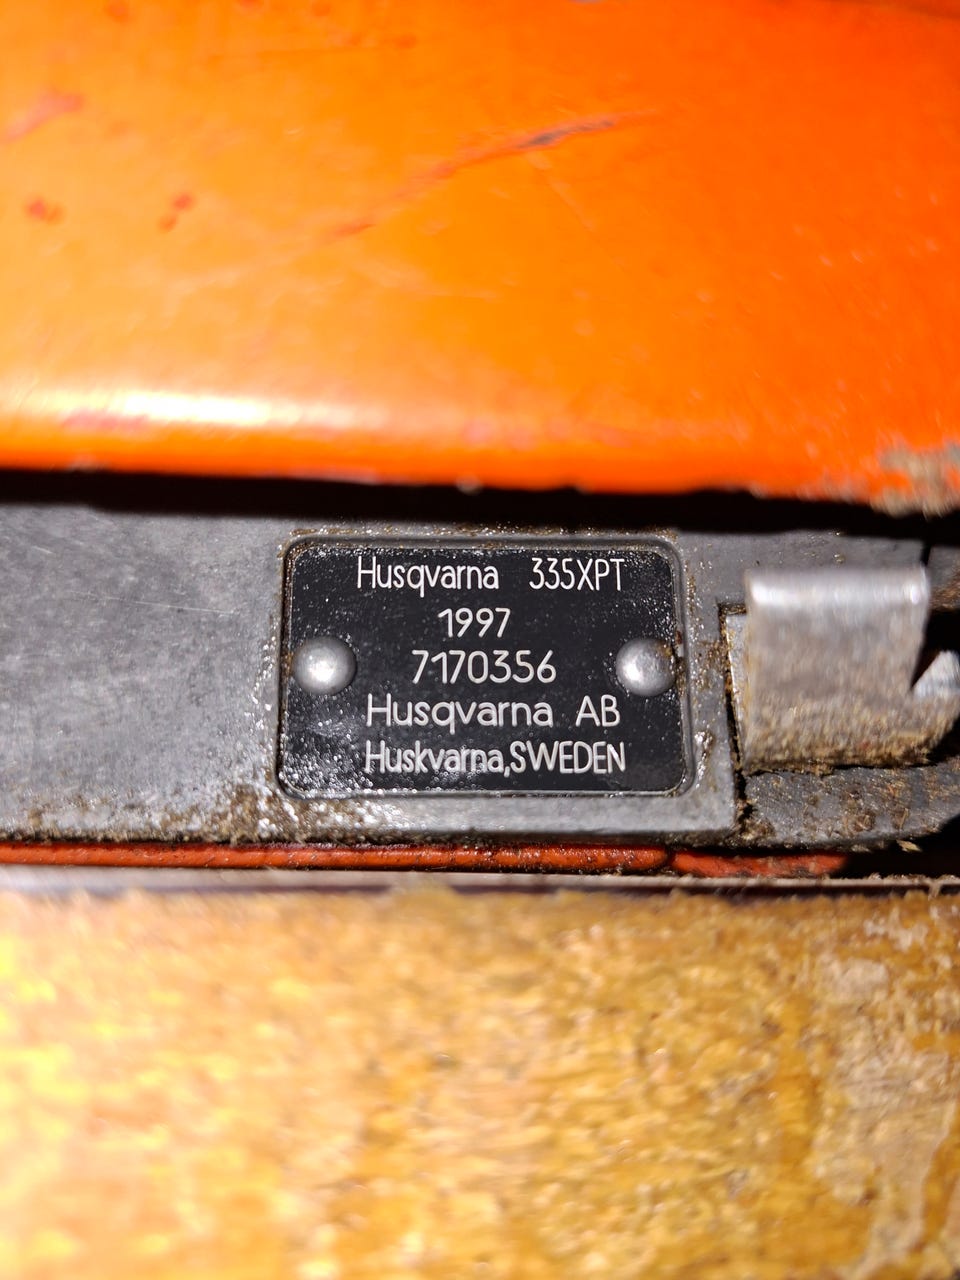 Husqvarna 335XPT
1997
7170356
Husqvarna AB
Huskvarna,SWEDEN